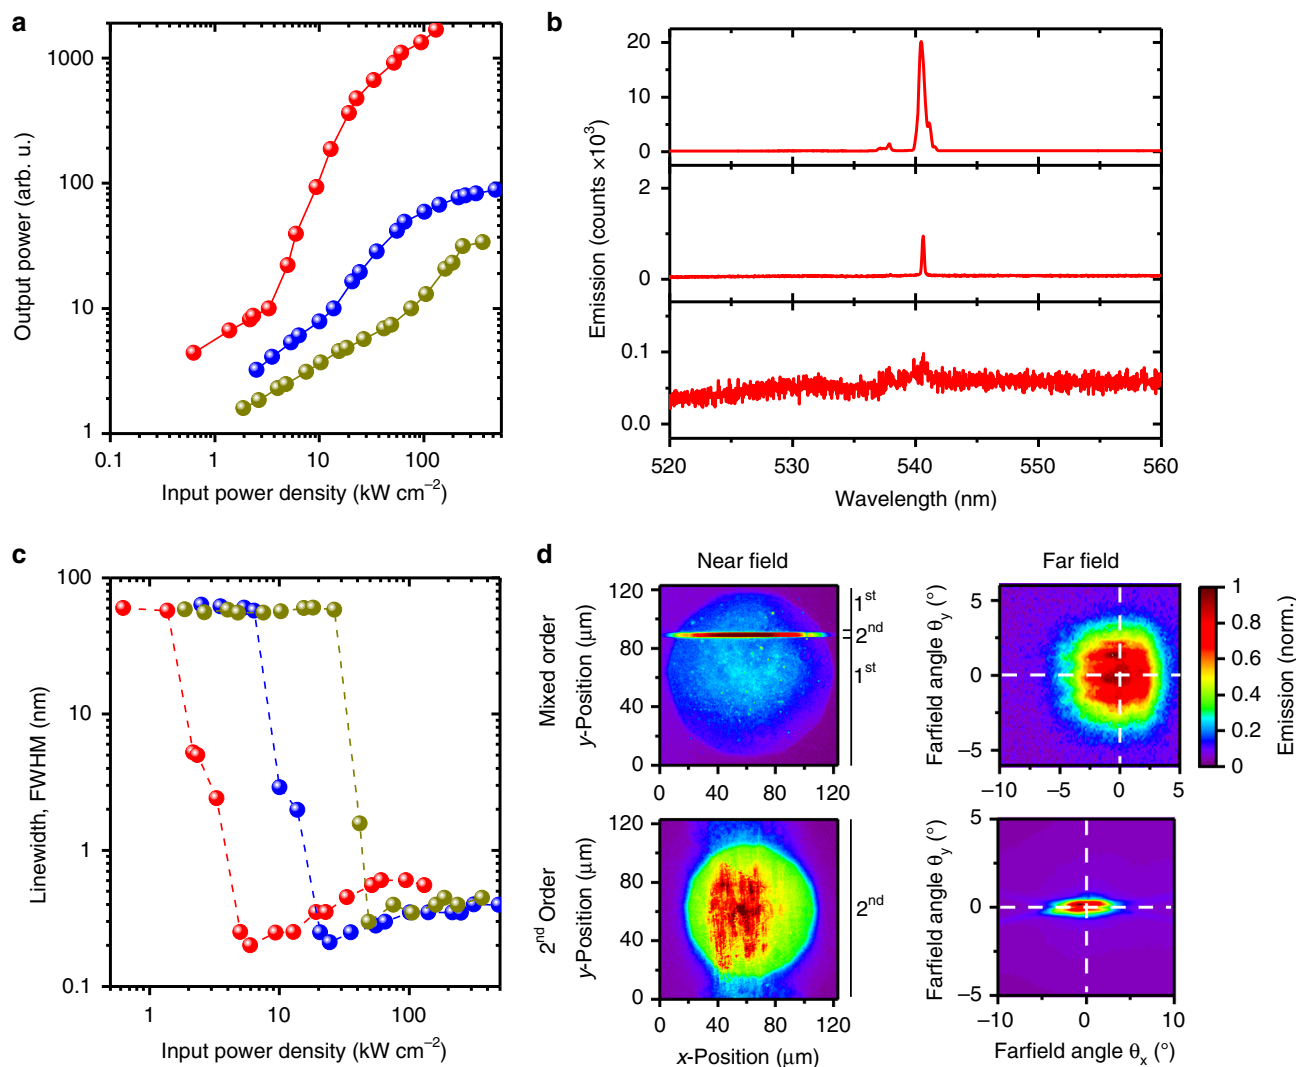 a
1000
100
10
1
Output power (arb. u.)
0.1
1
10
100
Input power density (kW cm⁻²)
b
20
10
0
2
0
0.1
0.0
Emission (counts ×10³)
520
530
540
550
560
Wavelength (nm)
c
100
10
1
0.1
Linewidth, FWHM (nm)
1
10
100
Input power density (kW cm⁻²)
d
Near field
Far field
Mixed order
y-Position (μm)
120
80
40
0
0
40
80
120
1st
2nd
1st
Farfield angle θy (°)
5
0
−5
−10
−5
0
5
1
0.8
0.6
0.4
0.2
0
Emission (norm.)
2nd Order
y-Position (μm)
120
80
40
0
0
40
80
120
x-Position (μm)
2nd
Farfield angle θy (°)
5
0
−5
−10
0
10
Farfield angle θx (°)